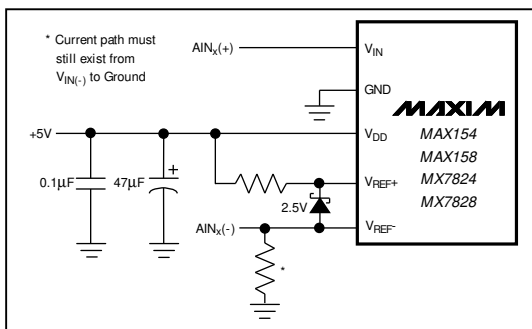 * Current path must
still exist from
VIN(-) to Ground
AINx(+)
VIN
GND
MAXIM
+5V
VDD
MAX154
MAX158
MX7824
MX7828
0.1µF
47µF
+
VREF+
2.5V
AINx(-)
VREF-
*